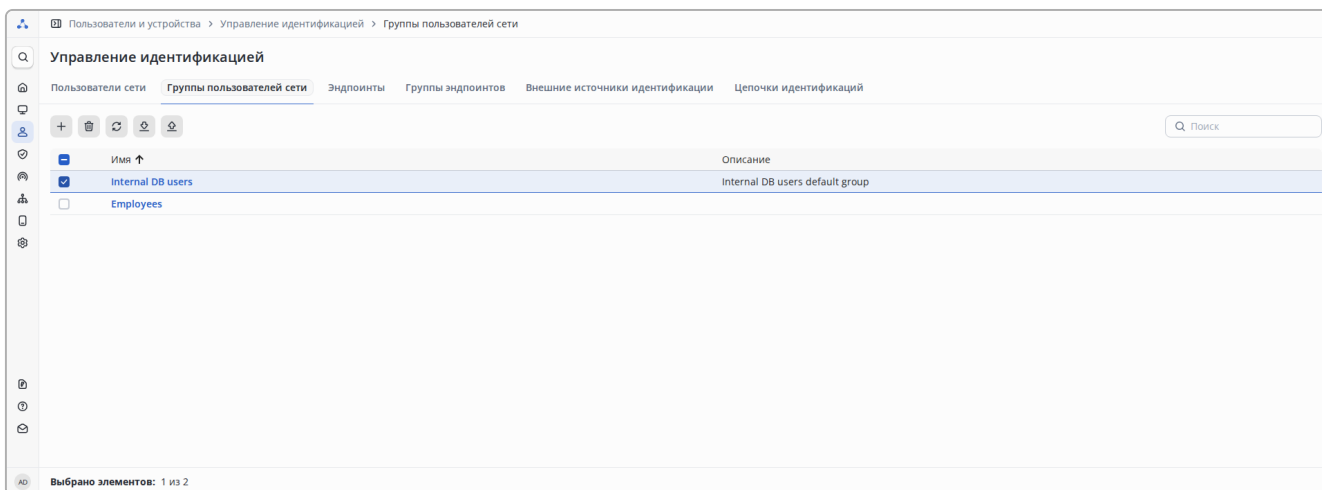 Пользователи и устройства > Управление идентификацией > Группы пользователей сети
Управление идентификацией
Пользователи сети Группы пользователей сети Эндпоинты Группы эндпоинтов Внешние источники идентификации Цепочки идентификаций
Поиск
Имя ↑ Описание
Internal DB users Internal DB users default group
Employees
AD Выбрано элементов: 1 из 2